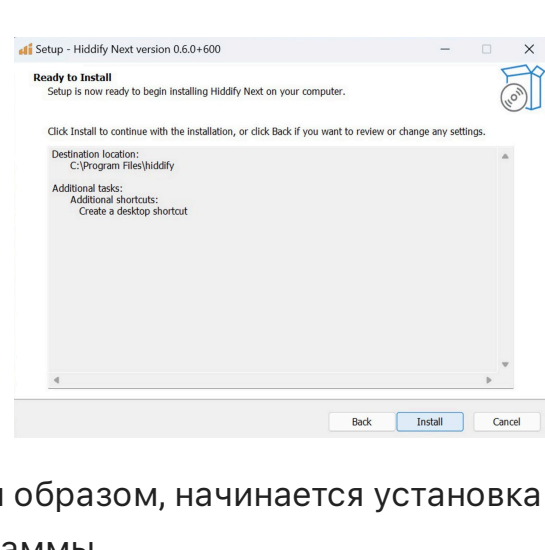 Setup - Hiddify Next version 0.6.0+600
Ready to Install
Setup is now ready to begin installing Hiddify Next on your computer.
Click Install to continue with the installation, or click Back if you want to review or change any settings.
Destination location:
C:\Program Files\hiddify
Additional tasks:
Additional shortcuts:
Create a desktop shortcut
Back Install Cancel
образом, начинается установка